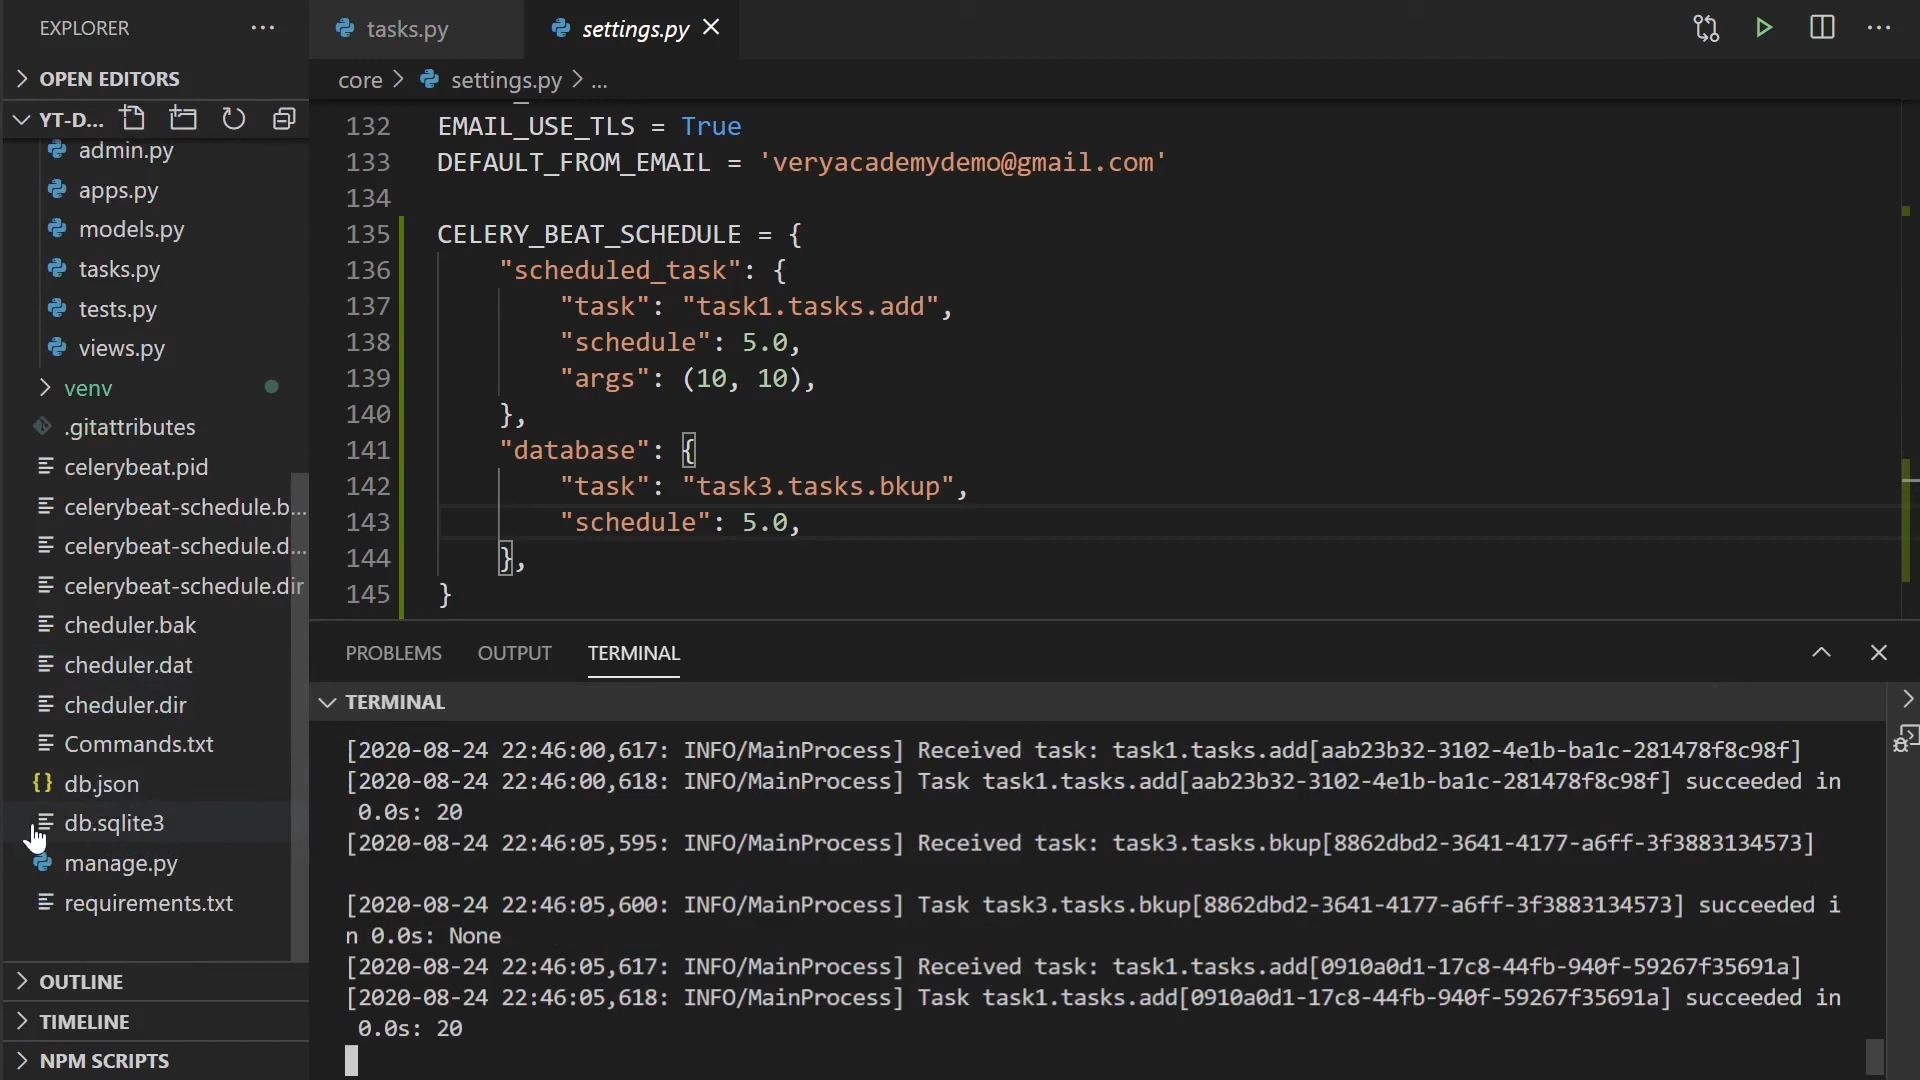 EXPLORER
OPEN EDITORS
YT-D...
admin.py
apps.py
models.py
tasks.py
tests.py
views.py
venv
.gitattributes
celerybeat.pid
celerybeat-schedule.b...
celerybeat-schedule.d...
celerybeat-schedule.dir
cheduler.bak
cheduler.dat
cheduler.dir
Commands.txt
{} db.json
db.sqlite3
manage.py
requirements.txt
OUTLINE
TIMELINE
NPM SCRIPTS
tasks.py
settings.py
core > settings.py > ...
132 EMAIL_USE_TLS = True
133 DEFAULT_FROM_EMAIL = 'veryacademydemo@gmail.com'
134
135 CELERY_BEAT_SCHEDULE = {
136 "scheduled_task": {
137 "task": "task1.tasks.add",
138 "schedule": 5.0,
139 "args": (10, 10),
140 },
141 "database": {
142 "task": "task3.tasks.bkup",
143 "schedule": 5.0,
144 },
145 }
PROBLEMS OUTPUT TERMINAL
TERMINAL
[2020-08-24 22:46:00,617: INFO/MainProcess] Received task: task1.tasks.add[aab23b32-3102-4e1b-ba1c-281478f8c98f]
[2020-08-24 22:46:00,618: INFO/MainProcess] Task task1.tasks.add[aab23b32-3102-4e1b-ba1c-281478f8c98f] succeeded in
0.0s: 20
[2020-08-24 22:46:05,595: INFO/MainProcess] Received task: task3.tasks.bkup[8862dbd2-3641-4177-a6ff-3f3883134573]
[2020-08-24 22:46:05,600: INFO/MainProcess] Task task3.tasks.bkup[8862dbd2-3641-4177-a6ff-3f3883134573] succeeded i
n 0.0s: None
[2020-08-24 22:46:05,617: INFO/MainProcess] Received task: task1.tasks.add[0910a0d1-17c8-44fb-940f-59267f35691a]
[2020-08-24 22:46:05,618: INFO/MainProcess] Task task1.tasks.add[0910a0d1-17c8-44fb-940f-59267f35691a] succeeded in
0.0s: 20